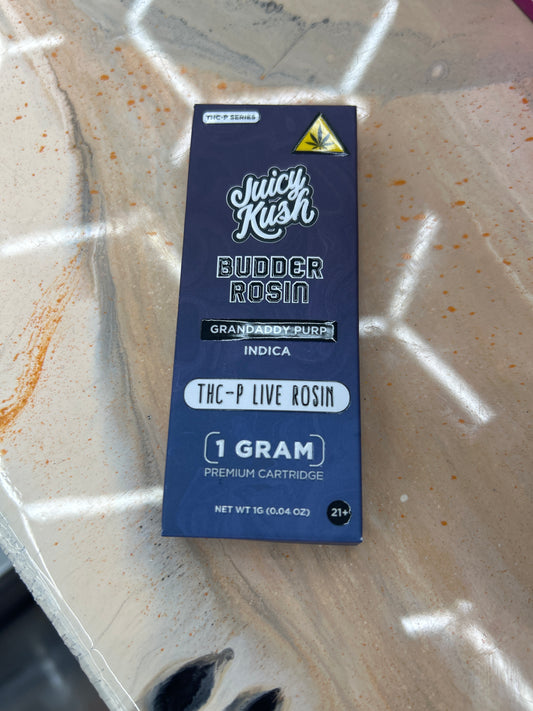 THC-P SERIES
Juicy
Kush
BUDDER
ROSIN
GRANDADDY PURP
INDICA
THC-P LIVE ROSIN
1 GRAM
PREMIUM CARTRIDGE
NET WT 1G (0.04 OZ)
21+